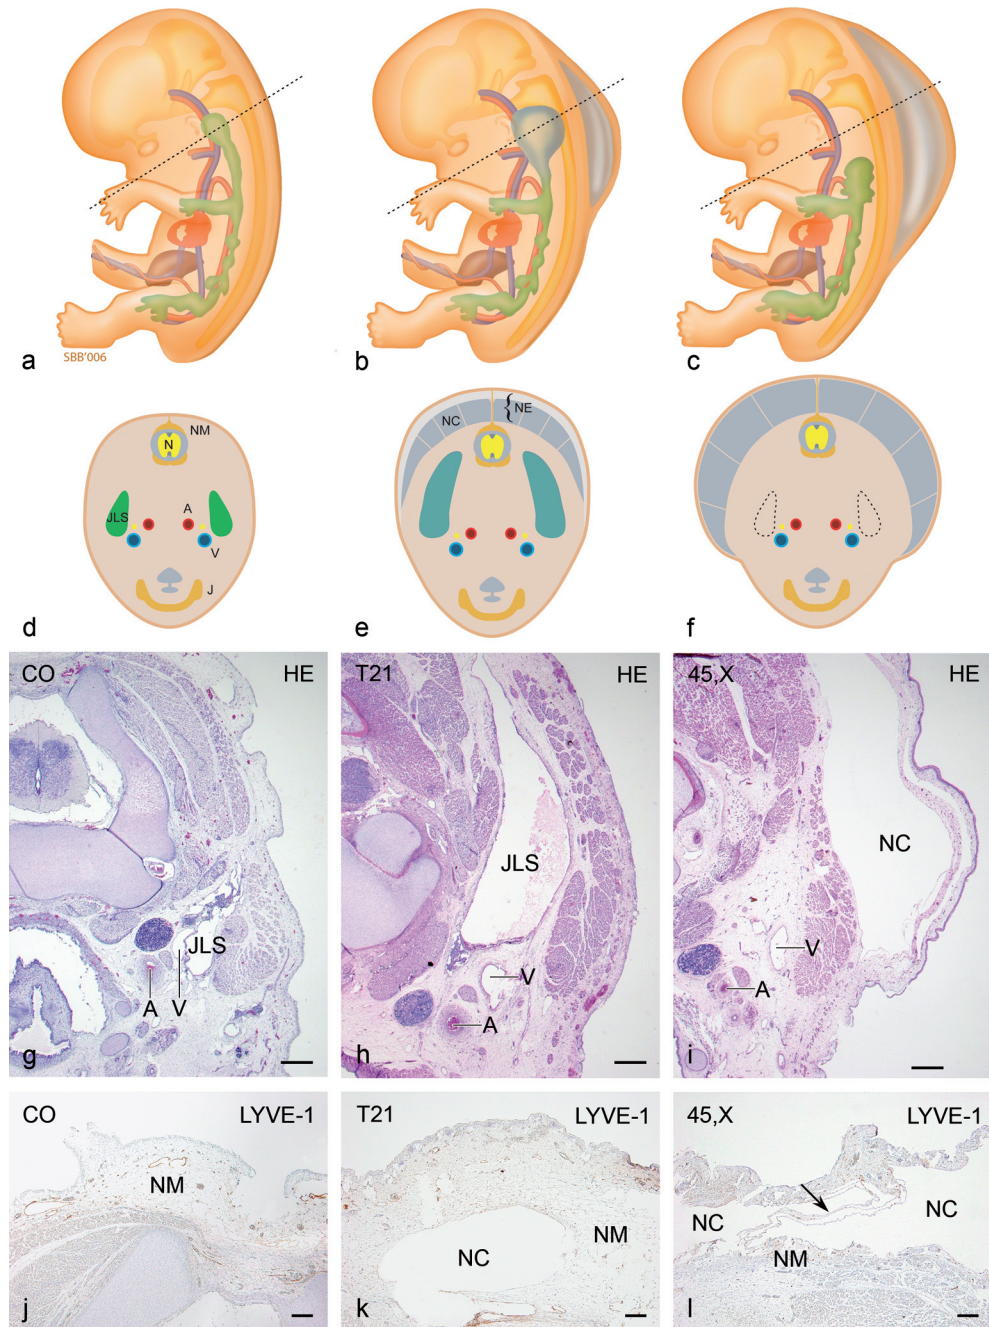 a
SBB'006
b
c
NM
N
JLS
A
V
J
d
NE
NC
e
f
CO
HE
JLS
A
V
g
T21
HE
JLS
V
A
h
45,X
HE
NC
V
A
i
CO
LYVE-1
NM
j
T21
LYVE-1
NC
NM
k
45,X
LYVE-1
NC
NC
NM
l